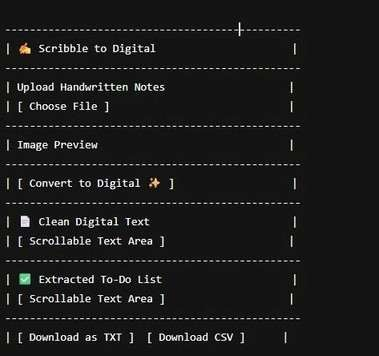 -----------------------------------------------
| ✍️ Scribble to Digital |
-----------------------------------------------
| Upload Handwritten Notes |
| [ Choose File ] |
-----------------------------------------------
| Image Preview |
-----------------------------------------------
| [ Convert to Digital ✨ ] |
-----------------------------------------------
| 📄 Clean Digital Text |
| [ Scrollable Text Area ] |
-----------------------------------------------
| ✅ Extracted To-Do List |
| [ Scrollable Text Area ] |
-----------------------------------------------
| [ Download as TXT ] [ Download CSV ] |
-----------------------------------------------